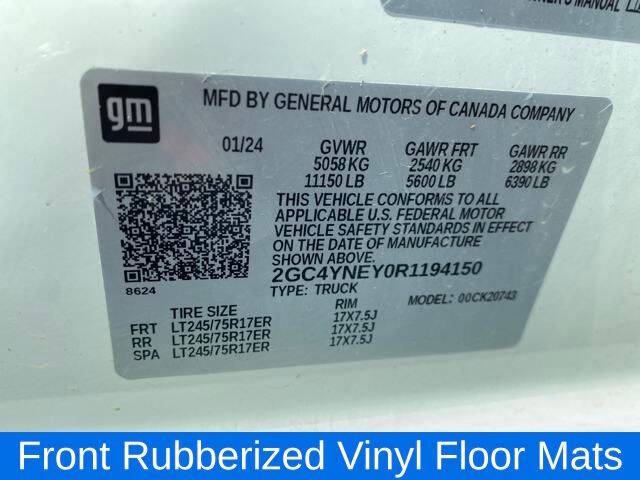 NER'S MANUAL
gm
MFD BY GENERAL MOTORS OF CANADA COMPANY
01/24 GVWR GAWR FRT GAWR RR
5058 KG 2540 KG 2898 KG
11150 LB 5600 LB 6390 LB
THIS VEHICLE CONFORMS TO ALL
APPLICABLE U.S. FEDERAL MOTOR
VEHICLE SAFETY STANDARDS IN EFFECT
ON THE DATE OF MANUFACTURE
SHOWN ABOVE.
2GC4YNEY0R1194150
8624
TYPE: TRUCK MODEL: 00CK20743
TIRE SIZE RIM
FRT LT245/75R17ER 17X7.5J
RR LT245/75R17ER 17X7.5J
SPA LT245/75R17ER 17X7.5J
Front Rubberized Vinyl Floor Mats